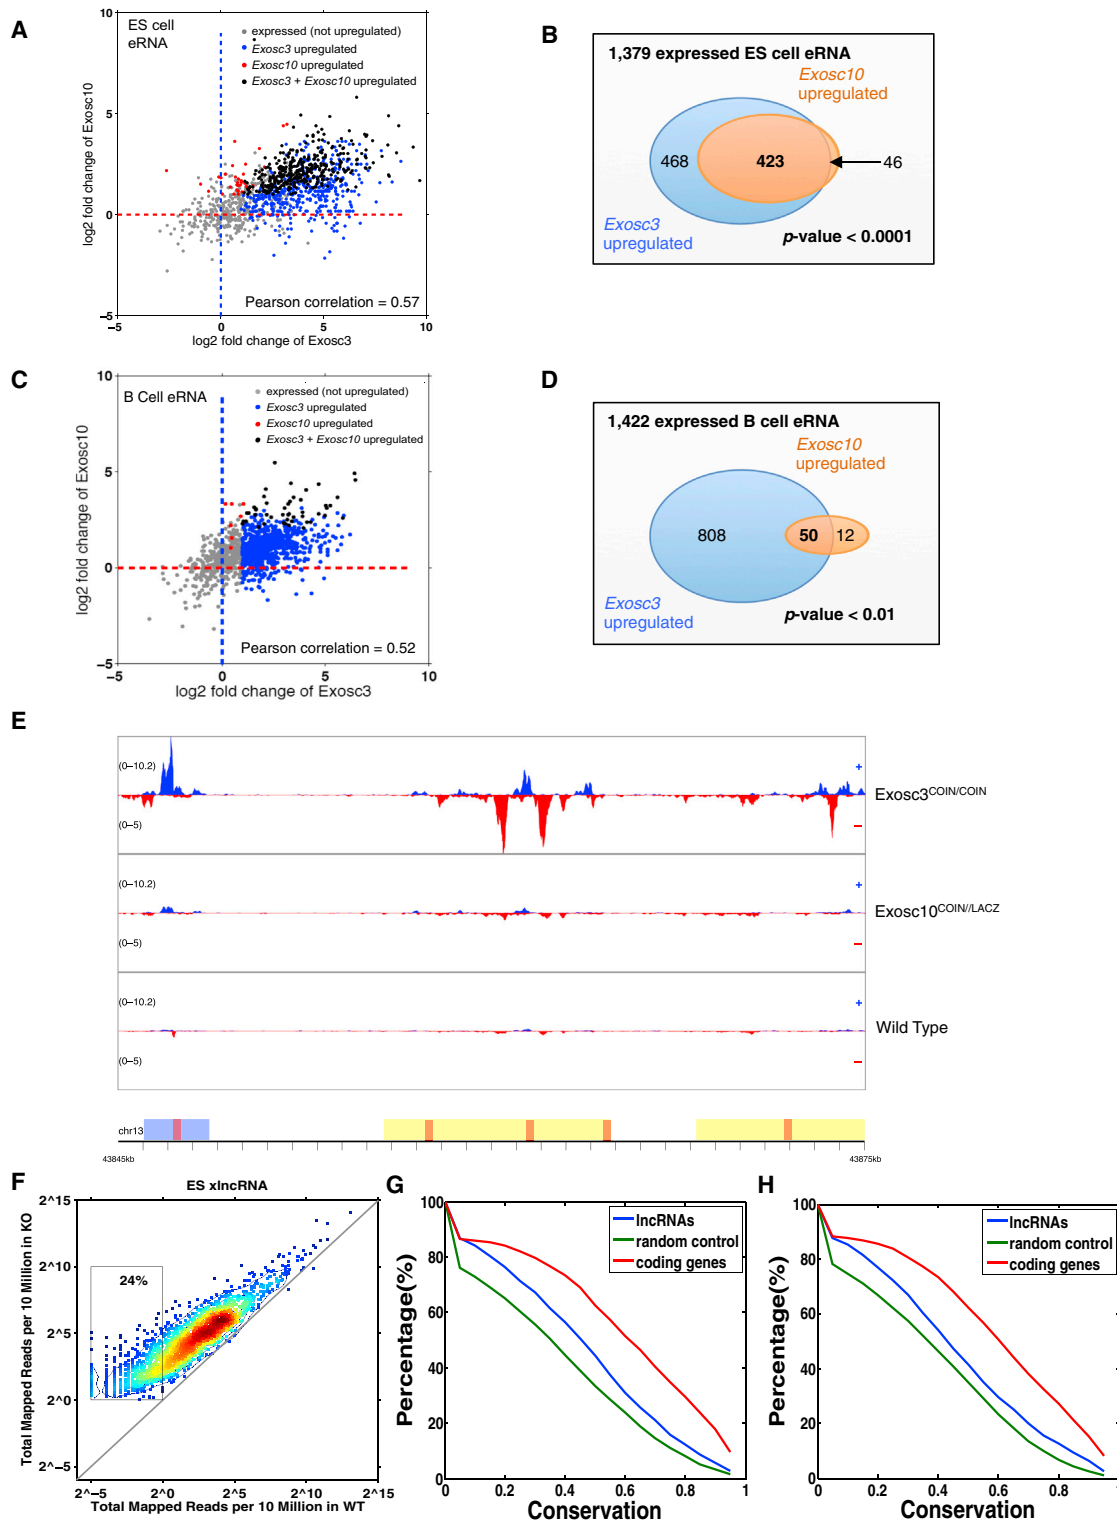 A
ES cell
eRNA
expressed (not upregulated)
Exosc3 upregulated
Exosc10 upregulated
Exosc3 + Exosc10 upregulated
10
5
0
−5
log2 fold change of Exosc10
Pearson correlation = 0.57
−5
0
5
10
log2 fold change of Exosc3
B
1,379 expressed ES cell eRNA
Exosc10
upregulated
468
423
46
Exosc3
upregulated
p-value < 0.0001
C
B Cell eRNA
expressed (not upregulated)
Exosc3 upregulated
Exosc10 upregulated
Exosc3 + Exosc10 upregulated
10
5
0
−5
log2 fold change of Exosc10
Pearson correlation = 0.52
−5
0
5
10
log2 fold change of Exosc3
D
1,422 expressed B cell eRNA
Exosc10
upregulated
808
50
12
Exosc3
upregulated
p-value < 0.01
E
(0−10.2)
+
(0−5)
−
Exosc3COIN/COIN
(0−10.2)
+
(0−5)
−
Exosc10COIN//LACZ
(0−10.2)
+
(0−5)
−
Wild Type
chr13
43845kb
43875kb
F
ES xlncRNA
2^15
2^10
2^5
2^0
2^−5
Total Mapped Reads per 10 Million in KO
24%
2^−5
2^0
2^5
2^10
2^15
Total Mapped Reads per 10 Million in WT
G
100
80
60
40
20
0
Percentage(%)
lncRNAs
random control
coding genes
0
0.2
0.4
0.6
0.8
1
Conservation
H
100
80
60
40
20
0
Percentage(%)
lncRNAs
random control
coding genes
0
0.2
0.4
0.6
0.8
1
Conservation